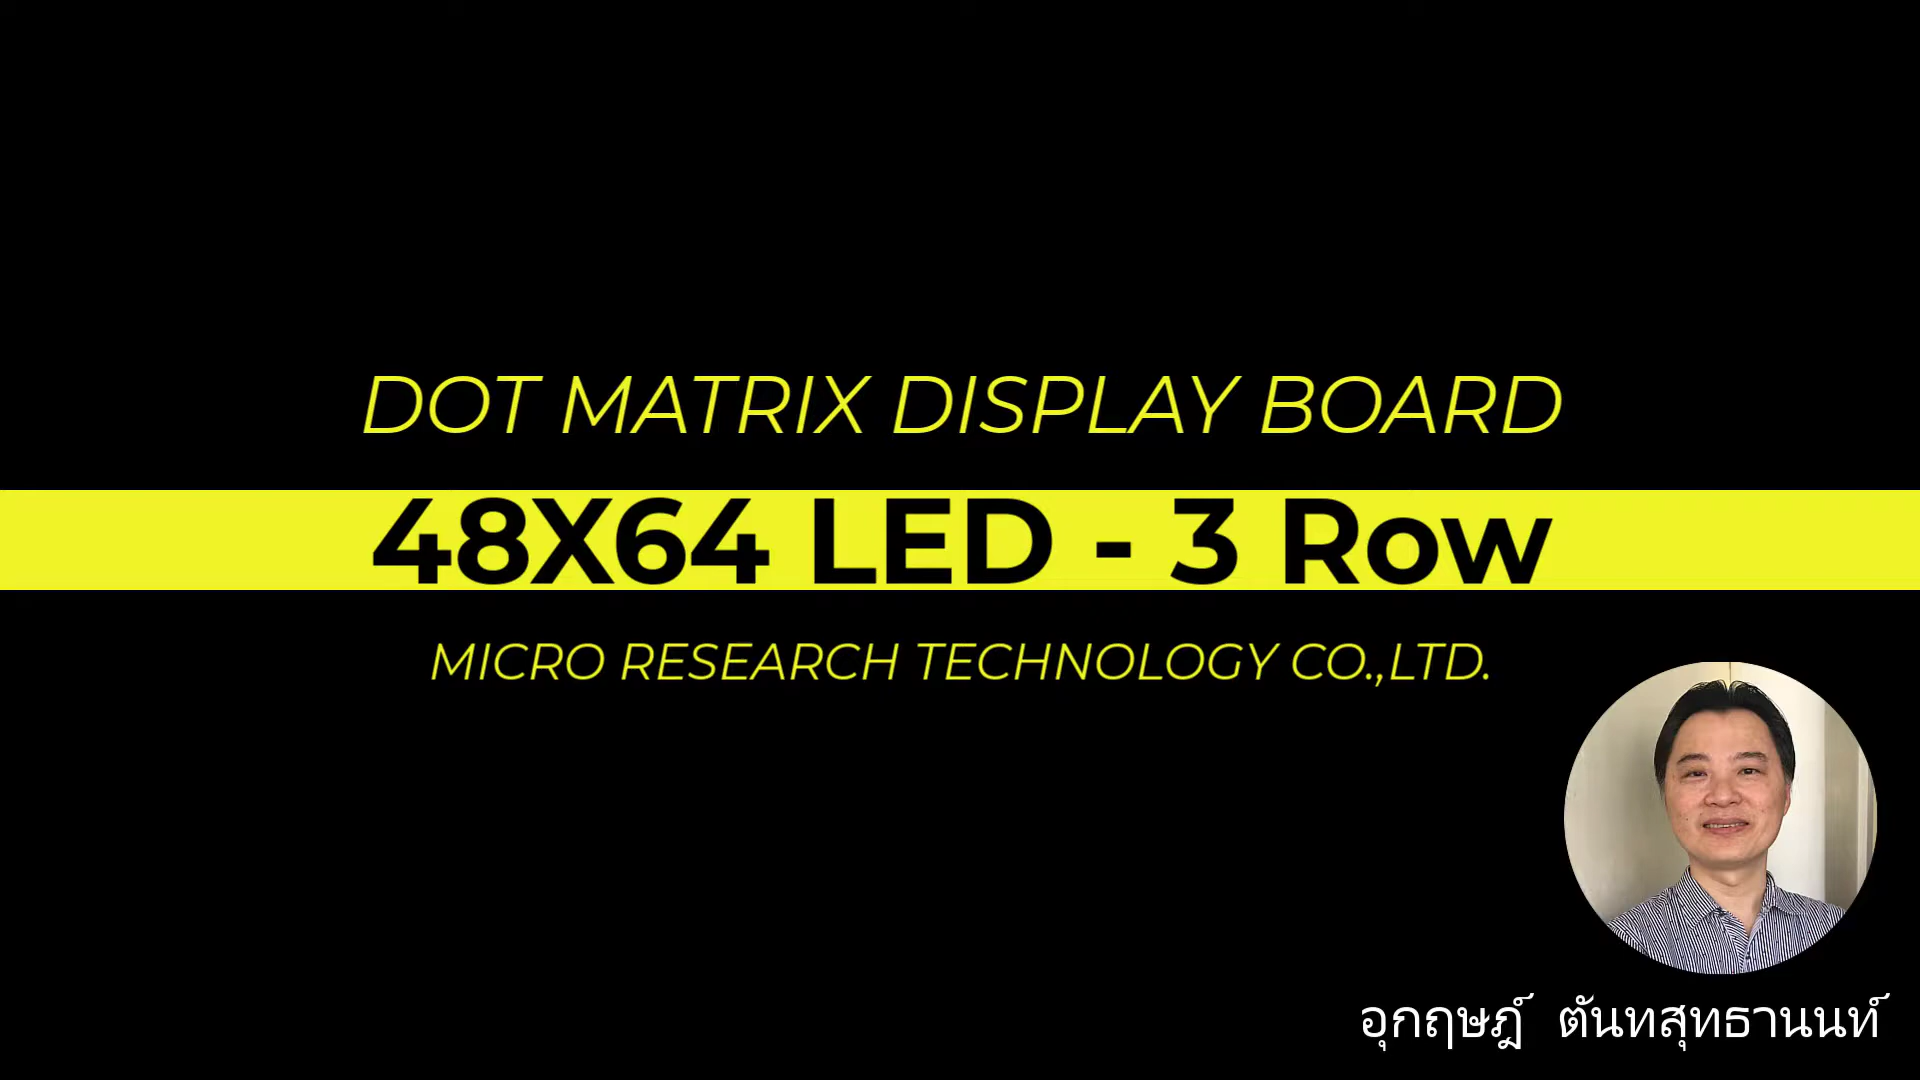 DOT MATRIX DISPLAY BOARD
48X64 LED - 3 Row
MICRO RESEARCH TECHNOLOGY CO.,LTD.
อุกฤษฎ์ ตันทสุทธานนท์